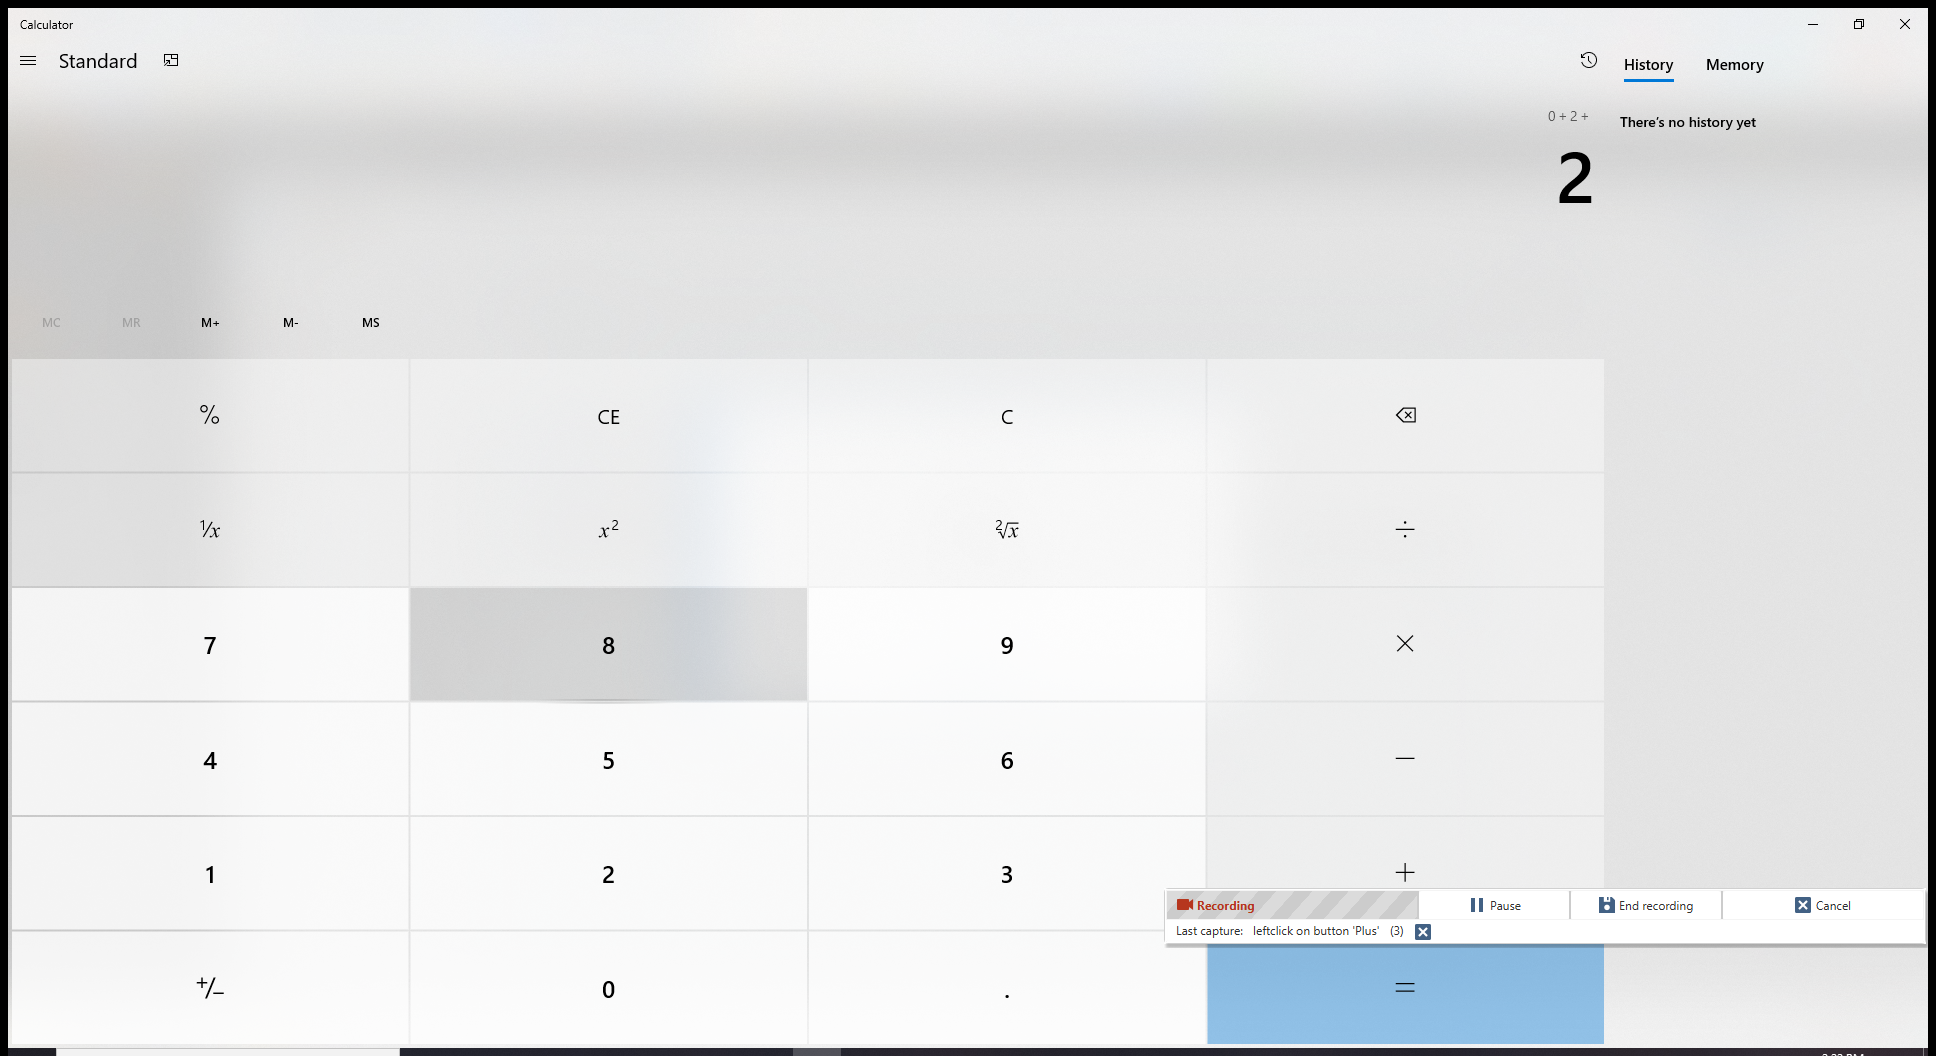 Calculator
Standard
History Memory
0 + 2 +
There's no history yet
2
MC MR M+ M- MS
% CE C
1/x x2 2√x ÷
7 8 9 ×
4 5 6 −
1 2 3 +
Recording Pause End recording Cancel
Last capture: leftclick on button 'Plus' (3)
+/− 0 . =